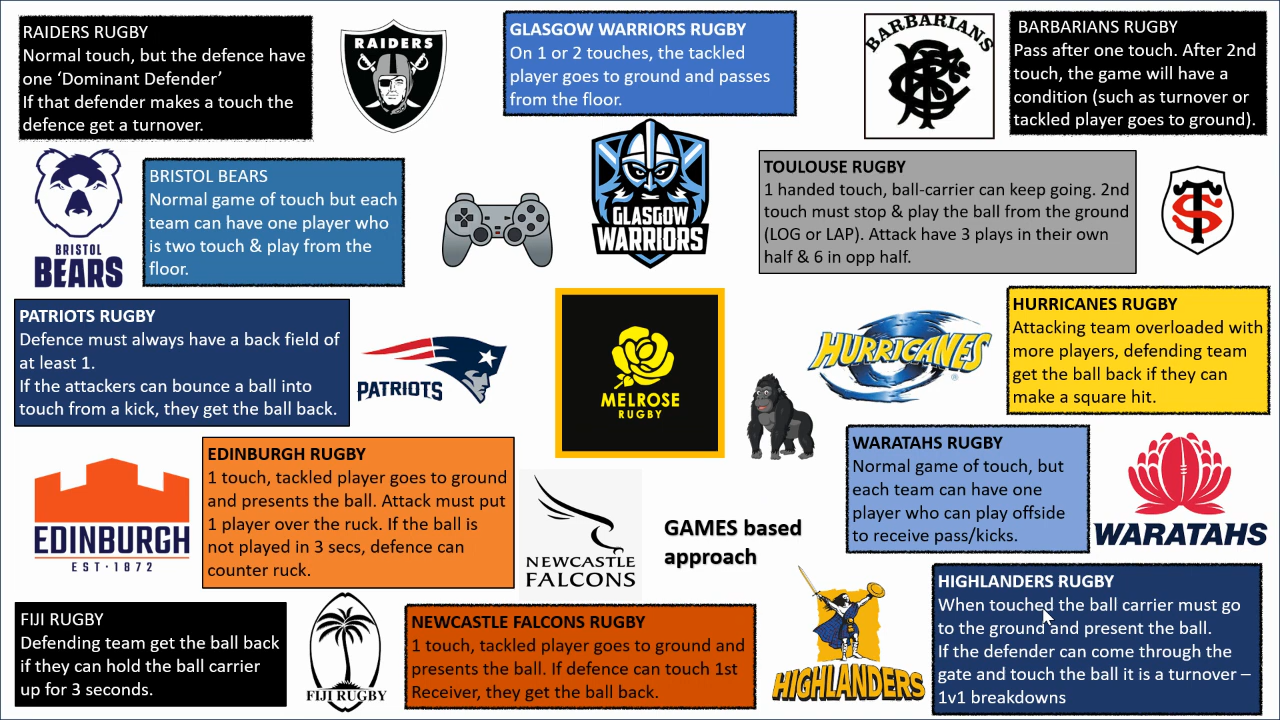 RAIDERS RUGBY
Normal touch, but the defence have
one ‘Dominant Defender’
If that defender makes a touch the
defence get a turnover.
RAIDERS
GLASGOW WARRIORS RUGBY
On 1 or 2 touches, the tackled
player goes to ground and passes
from the floor.
GLASGOW
WARRIORS
BARBARIANS
BARBARIANS RUGBY
Pass after one touch. After 2nd
touch, the game will have a
condition (such as turnover or
tackled player goes to ground).
BRISTOL
BEARS
BRISTOL BEARS
Normal game of touch but each
team can have one player who
is two touch & play from the
floor.
TOULOUSE RUGBY
1 handed touch, ball-carrier can keep going. 2nd
touch must stop & play the ball from the ground
(LOG or LAP). Attack have 3 plays in their own
half & 6 in opp half.
PATRIOTS RUGBY
Defence must always have a back field of
at least 1.
If the attackers can bounce a ball into
touch from a kick, they get the ball back.
PATRIOTS
MELROSE
RUGBY
HURRICANES
HURRICANES RUGBY
Attacking team overloaded with
more players, defending team
get the ball back if they can
make a square hit.
EDINBURGH
EST·1872
EDINBURGH RUGBY
1 touch, tackled player goes to ground
and presents the ball. Attack must put
1 player over the ruck. If the ball is
not played in 3 secs, defence can
counter ruck.
NEWCASTLE
FALCONS
GAMES based
approach
WARATAHS RUGBY
Normal game of touch, but
each team can have one
player who can play offside
to receive pass/kicks.
WARATAHS
FIJI RUGBY
Defending team get the ball back
if they can hold the ball carrier
up for 3 seconds.
FIJI RUGBY
NEWCASTLE FALCONS RUGBY
1 touch, tackled player goes to ground and
presents the ball. If defence can touch 1st
Receiver, they get the ball back.
HIGHLANDERS
HIGHLANDERS RUGBY
When touched the ball carrier must go
to the ground and present the ball.
If the defender can come through the
gate and touch the ball it is a turnover –
1v1 breakdowns